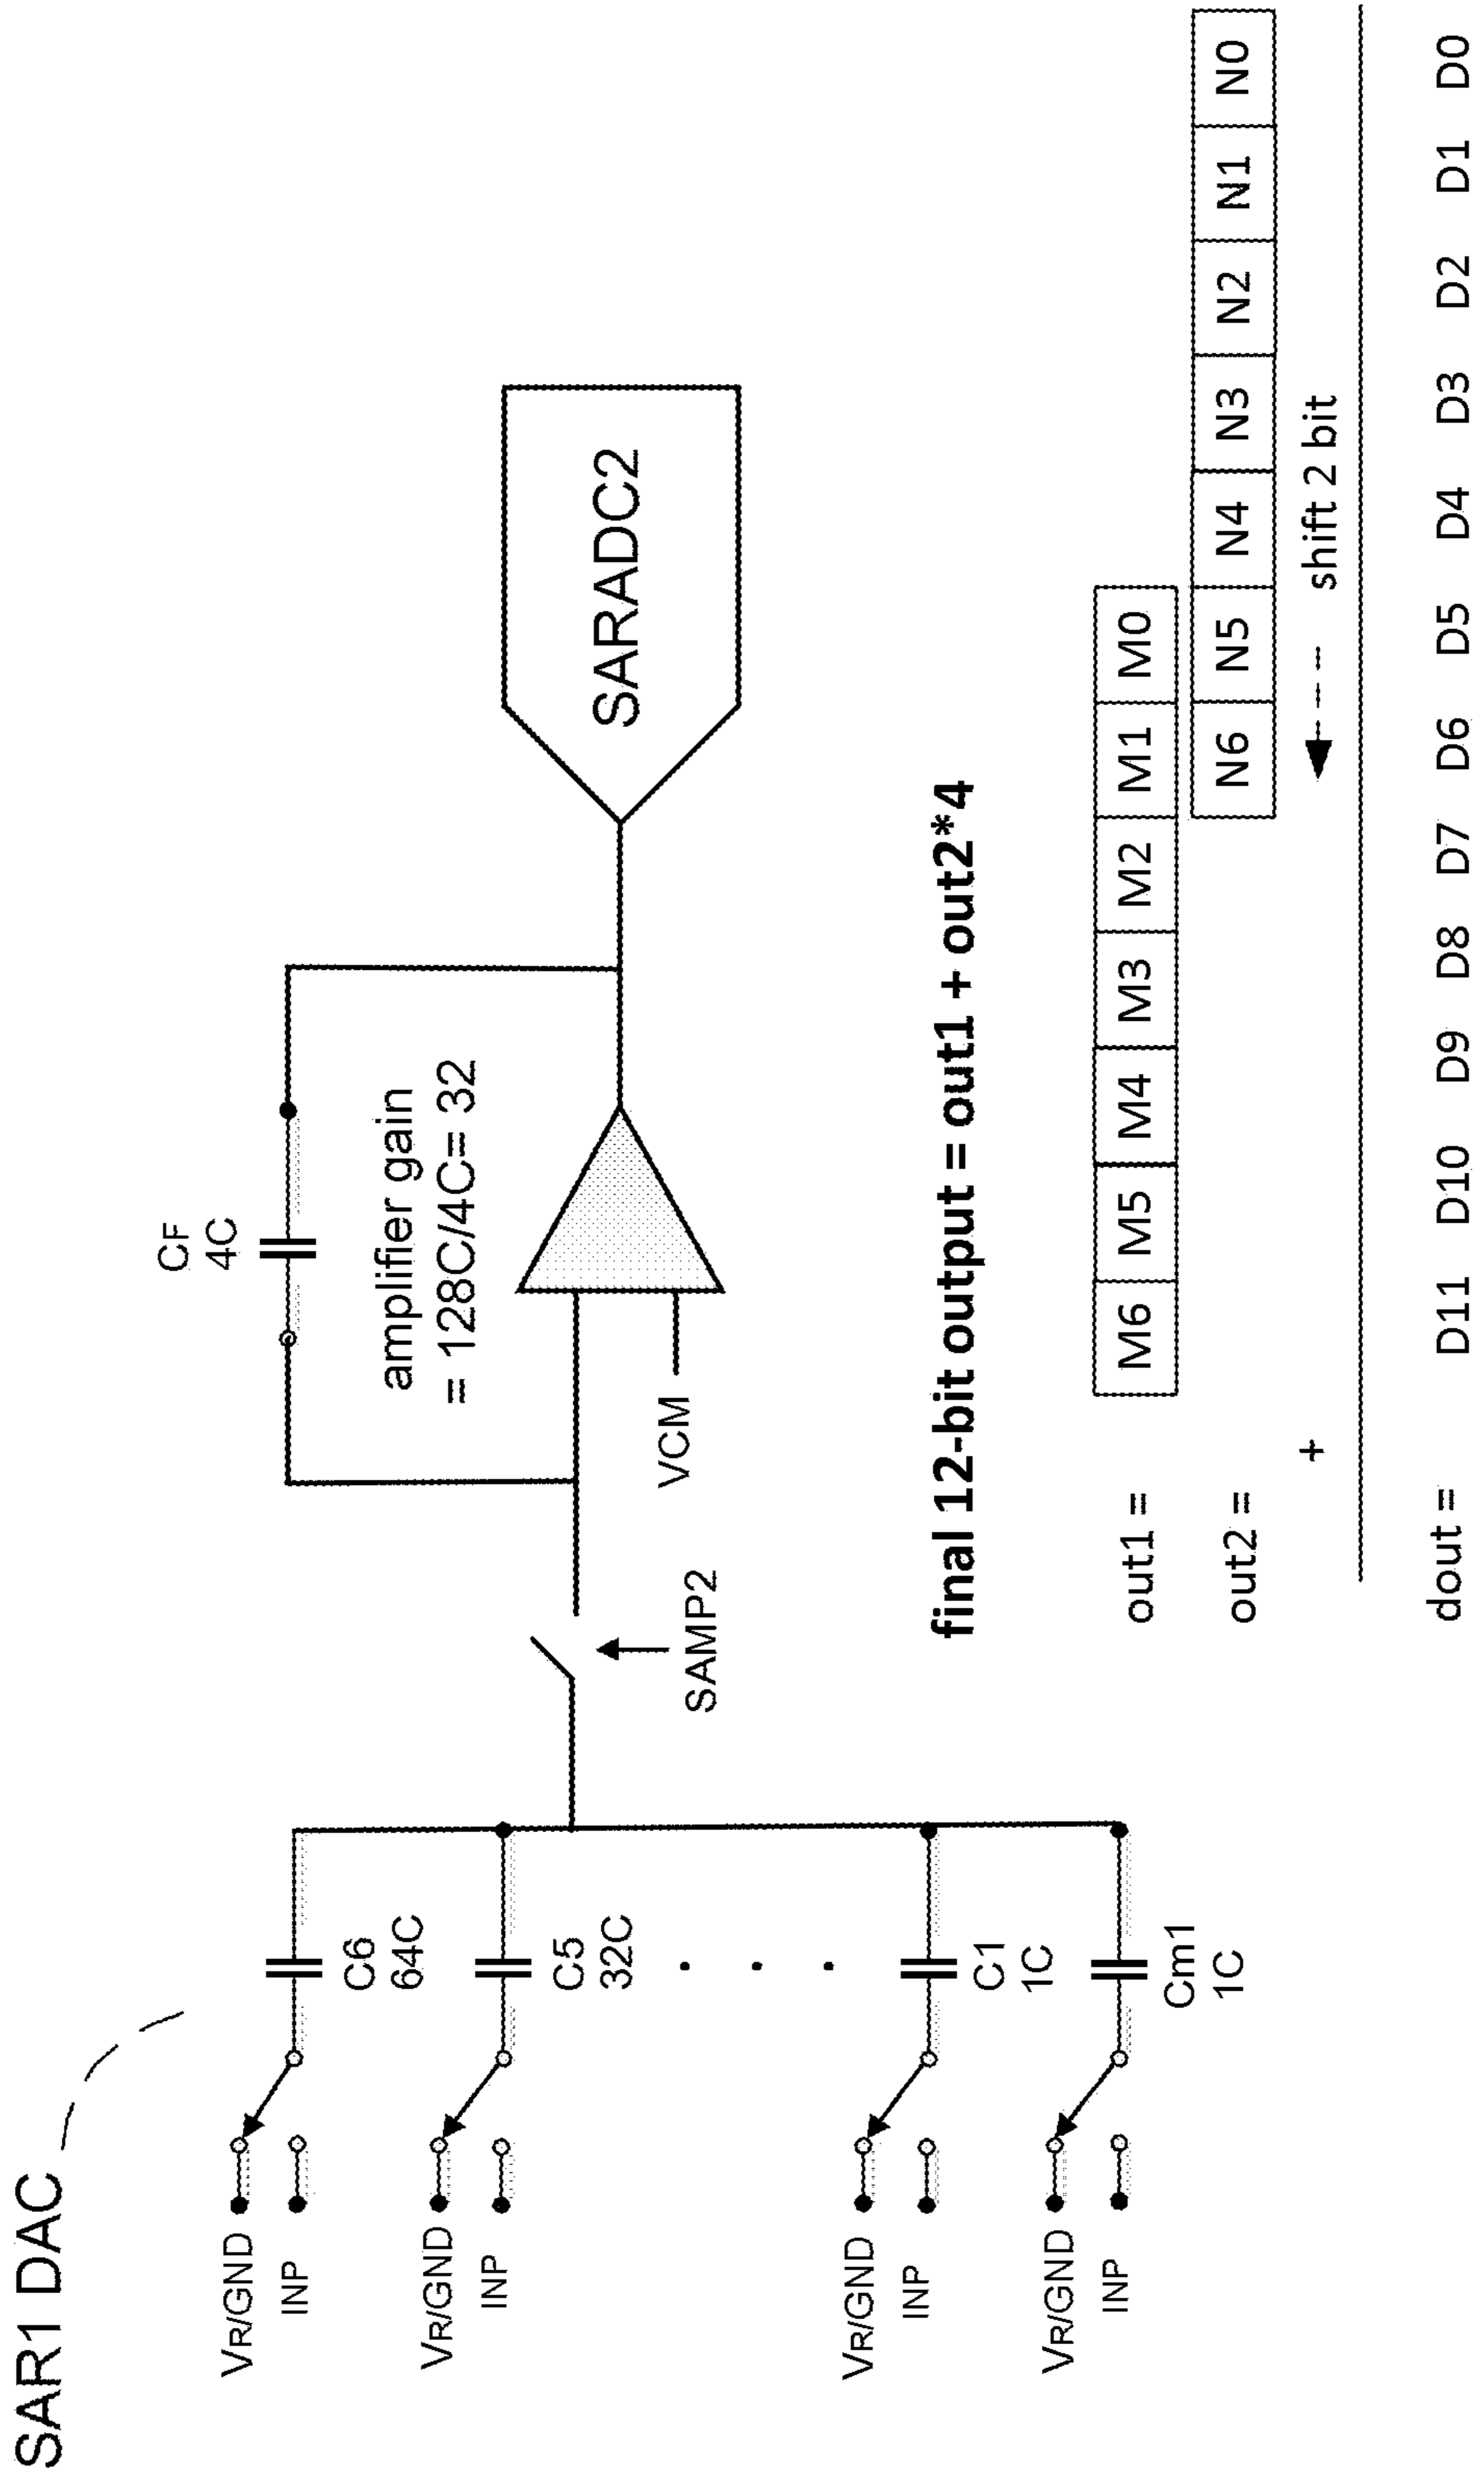 SAR1 DAC
VR/GND
INP
C6
64C
VR/GND
INP
C5
32C
. . .
VR/GND
INP
C1
1C
VR/GND
INP
Cm1
1C
SAMP2
CF
4C
amplifier gain
= 128C/4C= 32
VCM
SARADC2
final 12-bit output = out1 + out2*4
out1 = M6 M5 M4 M3 M2 M1 M0
out2 = N6 N5 N4 N3 N2 N1 N0
+ shift 2 bit
dout = D11 D10 D9 D8 D7 D6 D5 D4 D3 D2 D1 D0